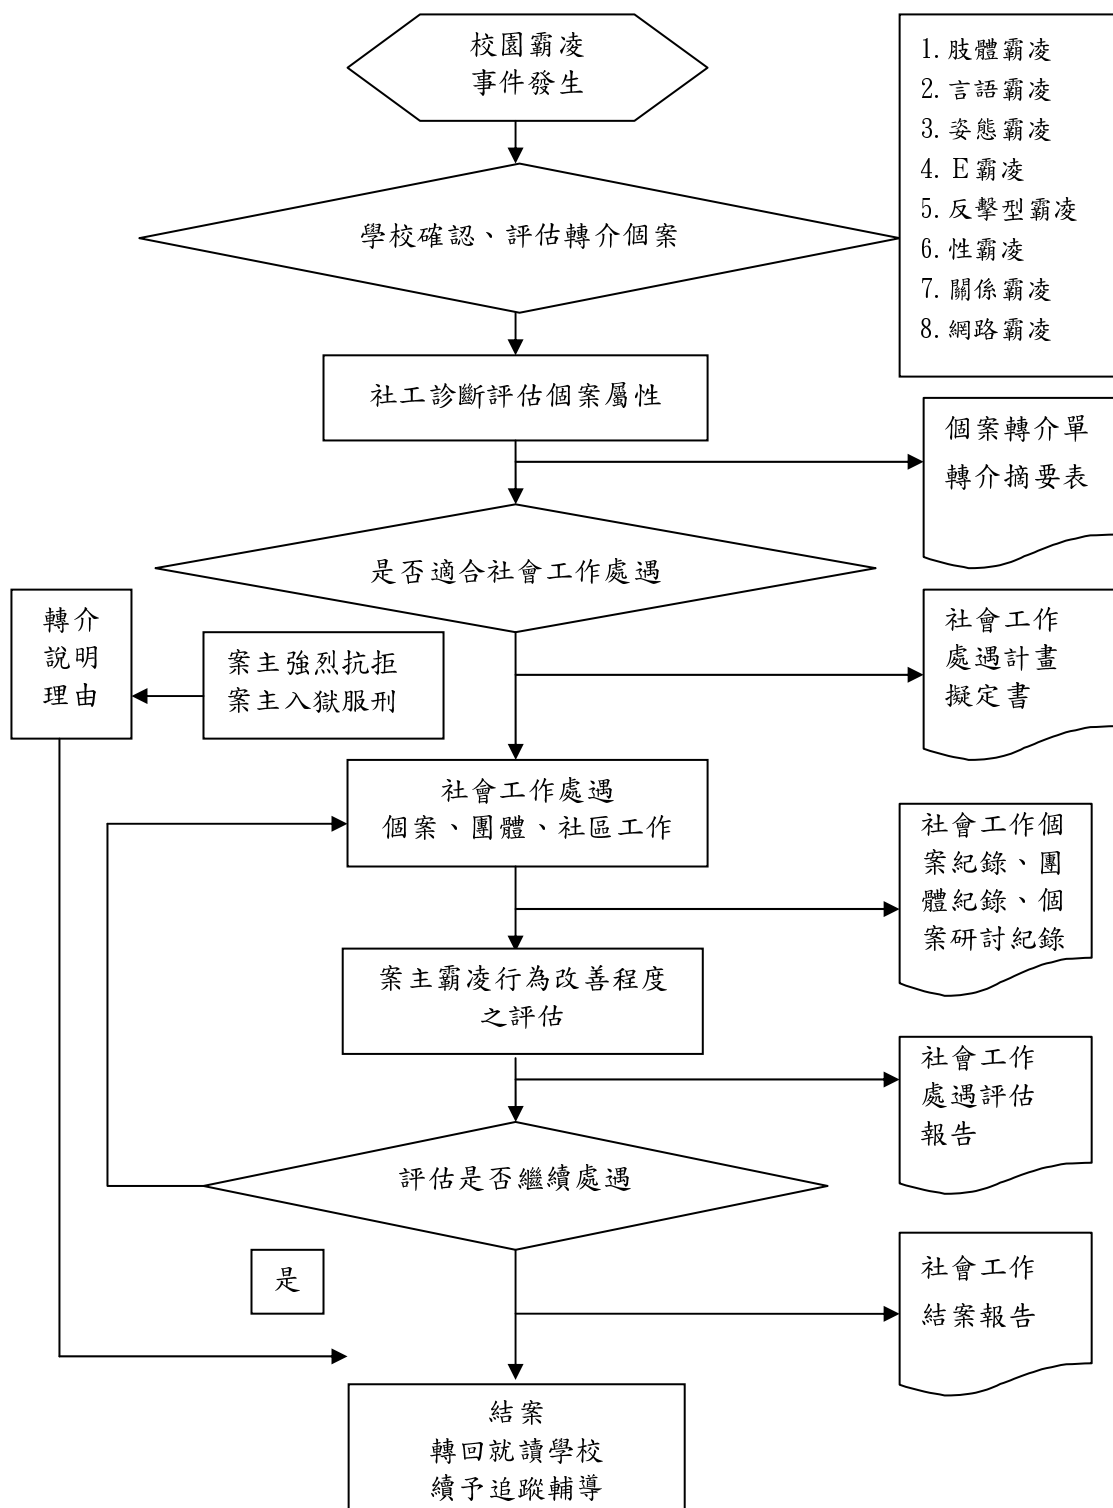 校園霸凌
事件發生
1.肢體霸凌
2.言語霸凌
3.姿態霸凌
4.E霸凌
5.反擊型霸凌
6.性霸凌
7.關係霸凌
8.網路霸凌
學校確認、評估轉介個案
社工診斷評估個案屬性
個案轉介單
轉介摘要表
是否適合社會工作處遇
轉介
說明
理由
案主強烈抗拒
案主入獄服刑
社會工作
處遇計畫
擬定書
社會工作處遇
個案、團體、社區工作
社會工作個
案紀錄、團
體紀錄、個
案研討紀錄
案主霸凌行為改善程度
之評估
社會工作
處遇評估
報告
評估是否繼續處遇
是
社會工作
結案報告
結案
轉回就讀學校
續予追蹤輔導